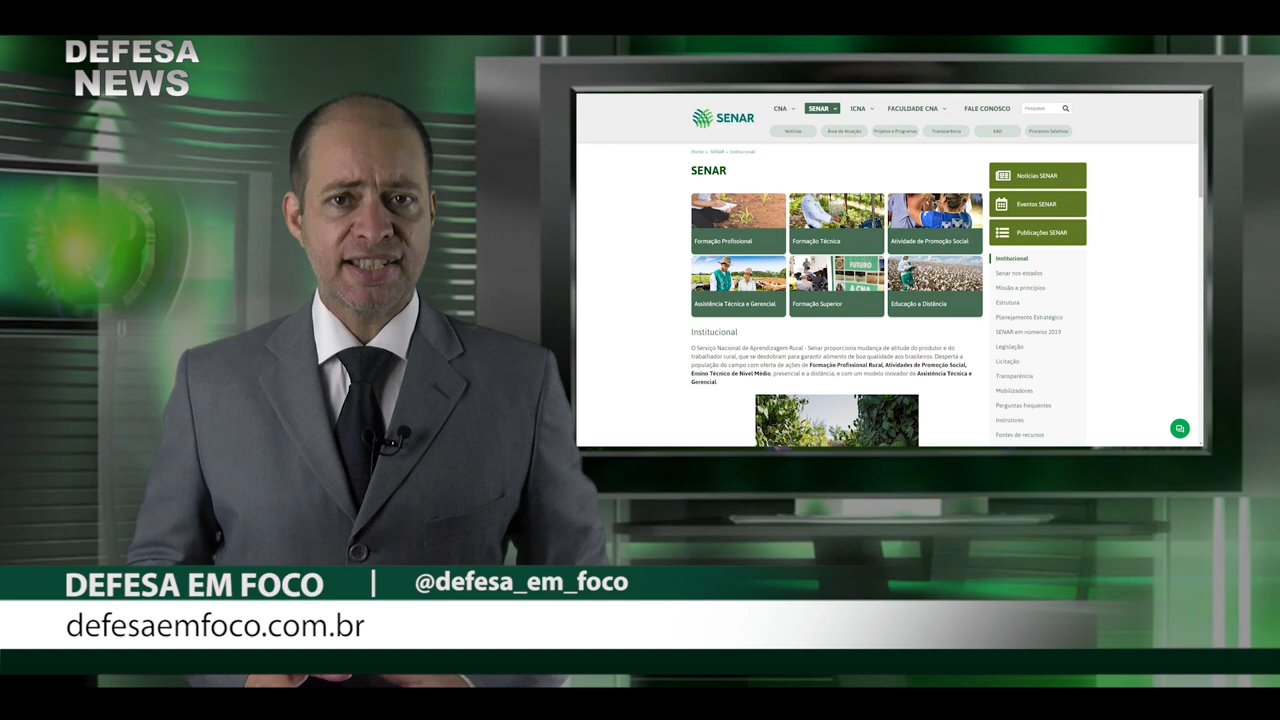 DEFESA
NEWS
SENAR
CNA
SENAR
ICNA
FACULDADE CNA
FALE CONOSCO
Pesquisar
Notícias
Área de Atuação
Projetos e Programas
Transparência
EAD
Processos Seletivos
Home > SENAR > Institucional
SENAR
Formação Profissional
Formação Técnica
Atividade de Promoção Social
FUTURO
A CNA
Assistência Técnica e Gerencial
Formação Superior
Educação a Distância
Institucional
O Serviço Nacional de Aprendizagem Rural - Senar proporciona mudança de atitude do produtor e do
trabalhador rural, que se desdobram para garantir alimento de boa qualidade aos brasileiros. Desperta a
população do campo com oferta de ações de Formação Profissional Rural, Atividades de Promoção Social,
Ensino Técnico de Nível Médio, presencial e a distância, e com um modelo inovador de Assistência Técnica e
Gerencial.
Notícias SENAR
Eventos SENAR
Publicações SENAR
Institucional
Senar nos estados
Missão e princípios
Estrutura
Planejamento Estratégico
SENAR em números 2019
Legislação
Licitação
Transparência
Mobilizadores
Perguntas frequentes
Instrutores
Fontes de recursos
DEFESA EM FOCO | @defesa_em_foco
defesaemfoco.com.br